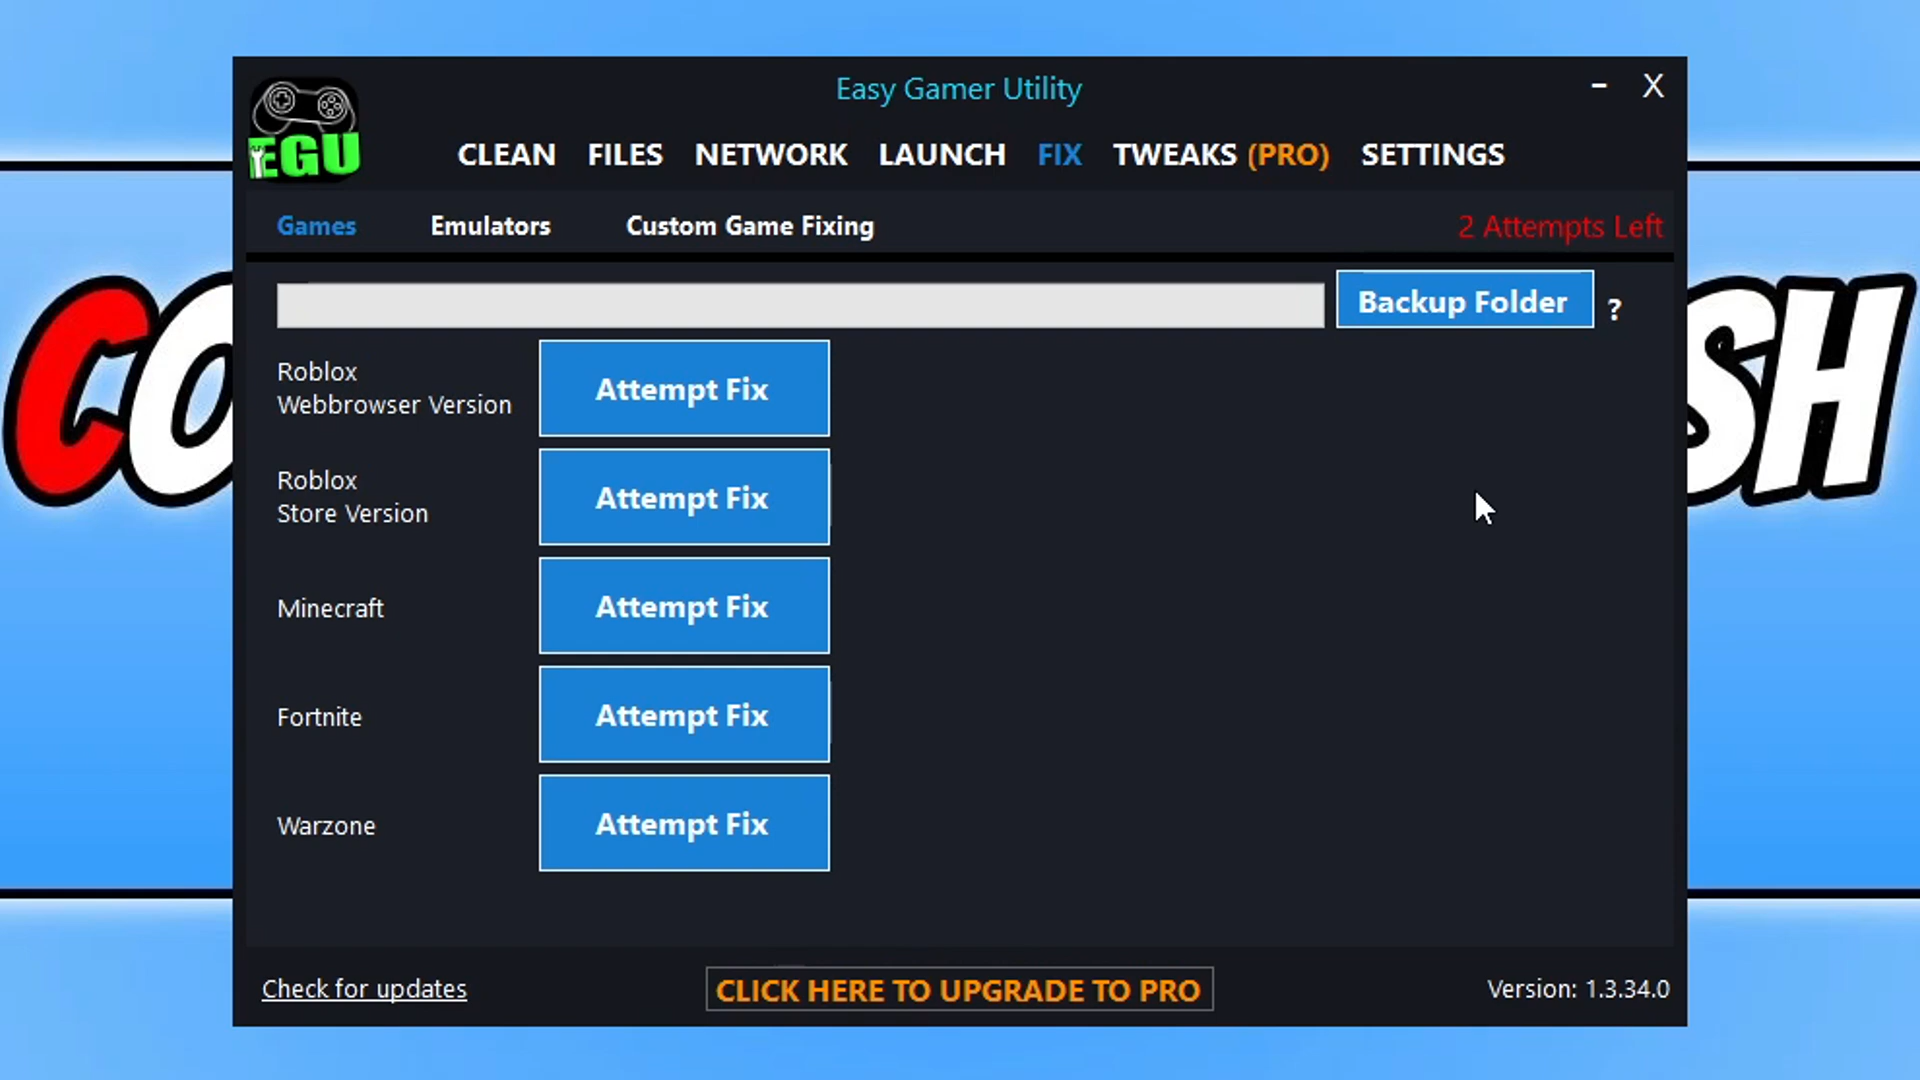 Easy Gamer Utility
– X
EGU
CLEAN FILES NETWORK LAUNCH FIX TWEAKS (PRO) SETTINGS
Games Emulators Custom Game Fixing 2 Attempts Left
Backup Folder ?
Roblox
Webbrowser Version
Attempt Fix
Roblox
Store Version
Attempt Fix
Minecraft Attempt Fix
Fortnite Attempt Fix
Warzone Attempt Fix
CO
SH
Check for updates CLICK HERE TO UPGRADE TO PRO Version: 1.3.34.0